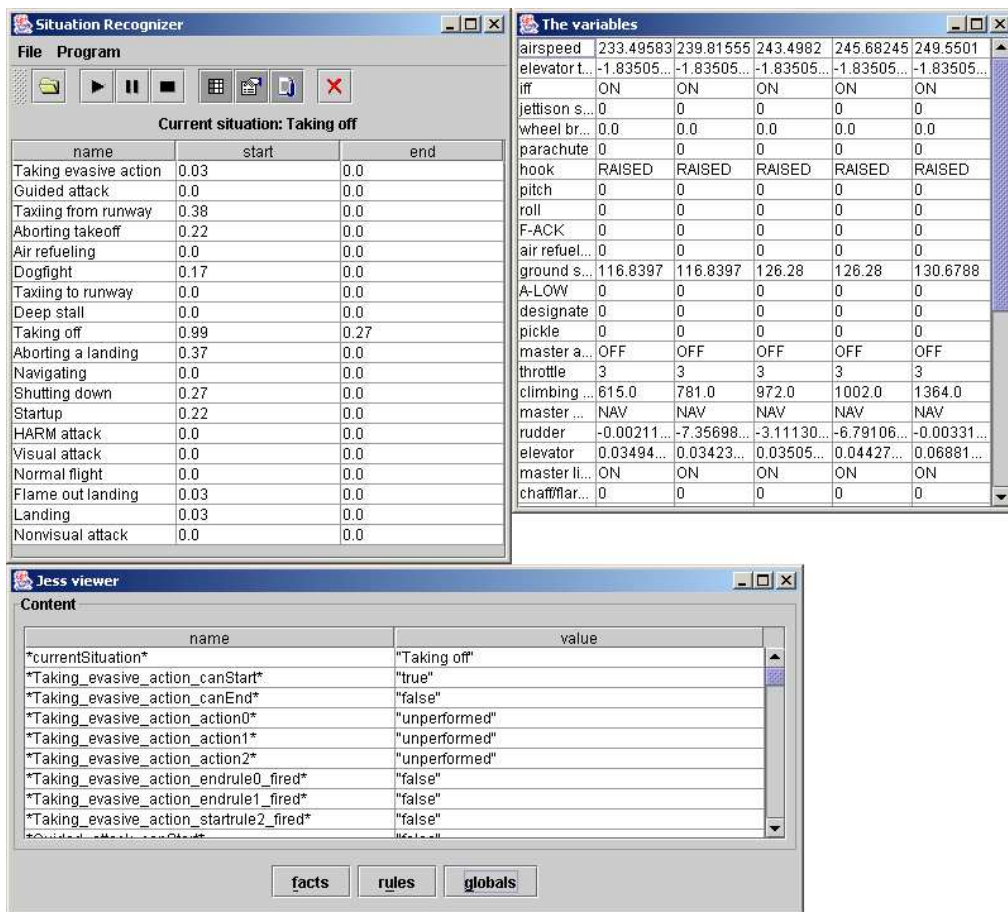 Situation Recognizer
File Program
Current situation: Taking off
name start end
Taking evasive action 0.03 0.0
Guided attack 0.0 0.0
Taxiing from runway 0.38 0.0
Aborting takeoff 0.22 0.0
Air refueling 0.0 0.0
Dogfight 0.17 0.0
Taxiing to runway 0.0 0.0
Deep stall 0.0 0.0
Taking off 0.99 0.27
Aborting a landing 0.37 0.0
Navigating 0.0 0.0
Shutting down 0.27 0.0
Startup 0.22 0.0
HARM attack 0.0 0.0
Visual attack 0.0 0.0
Normal flight 0.0 0.0
Flame out landing 0.03 0.0
Landing 0.03 0.0
Nonvisual attack 0.0 0.0
The variables
airspeed 233.49583 239.81555 243.4982 245.68245 249.5501
elevator t... -1.83505... -1.83505... -1.83505... -1.83505... -1.83505...
iff ON ON ON ON ON
jettison s... 0 0 0 0 0
wheel br... 0.0 0.0 0.0 0.0 0.0
parachute 0 0 0 0 0
hook RAISED RAISED RAISED RAISED RAISED
pitch 0 0 0 0 0
roll 0 0 0 0 0
F-ACK 0 0 0 0 0
air refuel... 0 0 0 0 0
ground s... 116.8397 116.8397 126.28 126.28 130.6788
A-LOW 0 0 0 0 0
designate 0 0 0 0 0
pickle 0 0 0 0 0
master a... OFF OFF OFF OFF OFF
throttle 3 3 3 3 3
climbing ... 615.0 781.0 972.0 1002.0 1364.0
master ... NAV NAV NAV NAV NAV
rudder -0.00211... -7.35698... -3.11130... -6.79106... -0.00331...
elevator 0.03494... 0.03423... 0.03505... 0.04427... 0.06881...
master li... ON ON ON ON ON
chaff/flar... 0 0 0 0 0
Jess viewer
Content
name value
*currentSituation* "Taking off"
*Taking_evasive_action_canStart* "true"
*Taking_evasive_action_canEnd* "false"
*Taking_evasive_action_action0* "unperformed"
*Taking_evasive_action_action1* "unperformed"
*Taking_evasive_action_action2* "unperformed"
*Taking_evasive_action_endrule0_fired* "false"
*Taking_evasive_action_endrule1_fired* "false"
*Taking_evasive_action_startrule2_fired* "false"
facts rules globals